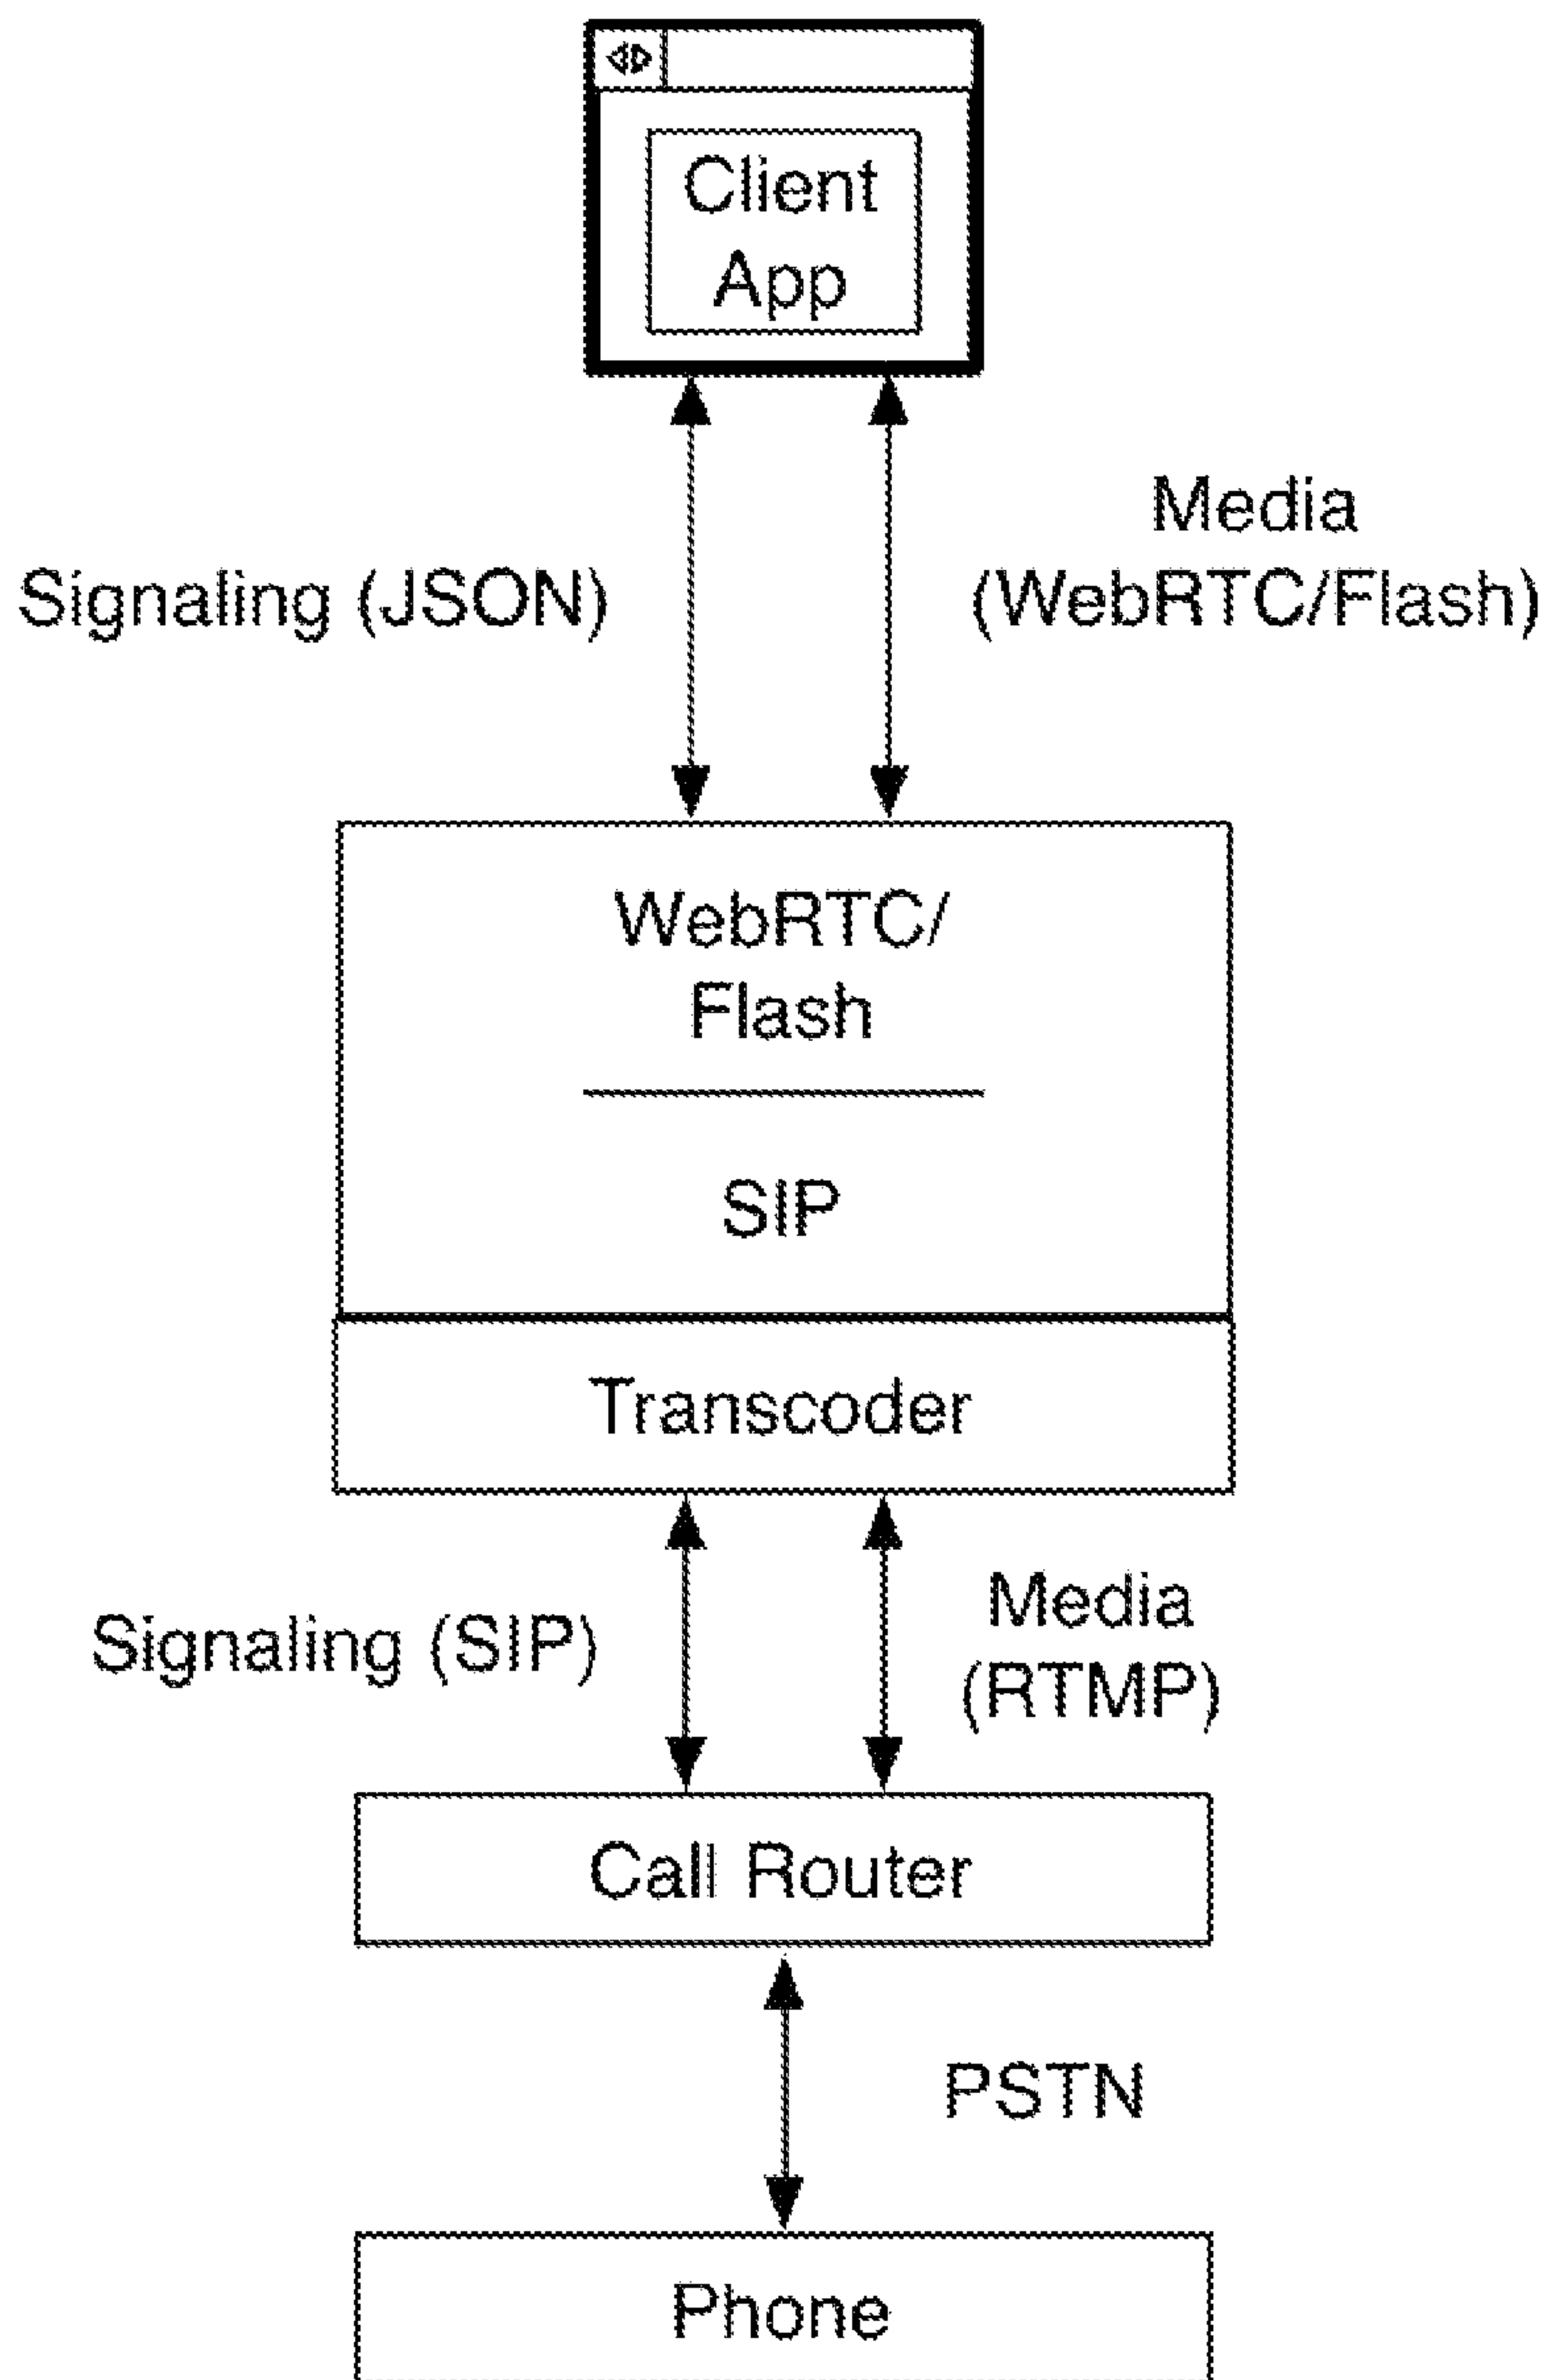 Client
App
Media
Signaling (JSON)
(WebRTC/Flash)
WebRTC/
Flash
SIP
Transcoder
Media
Signaling (SIP)
(RTMP)
Call Router
PSTN
Phone